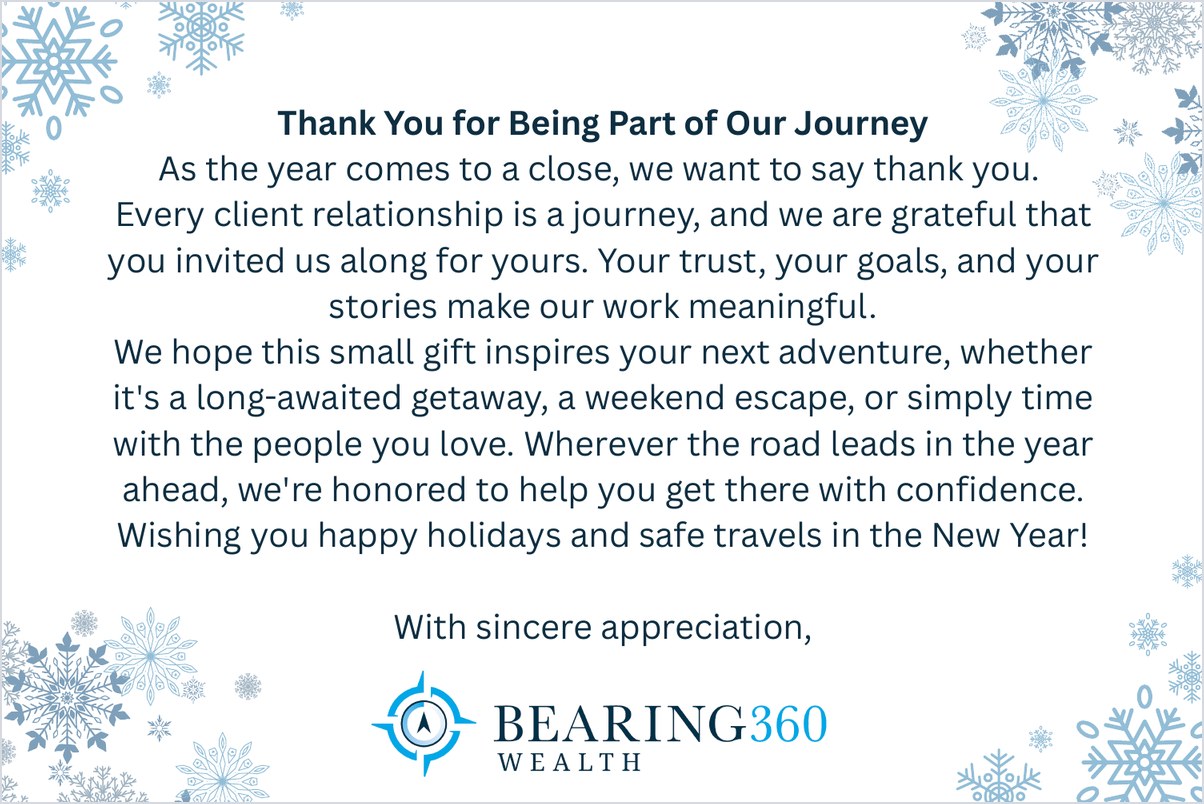 Thank You for Being Part of Our Journey
As the year comes to a close, we want to say thank you.
Every client relationship is a journey, and we are grateful that
you invited us along for yours. Your trust, your goals, and your
stories make our work meaningful.
We hope this small gift inspires your next adventure, whether
it's a long-awaited getaway, a weekend escape, or simply time
with the people you love. Wherever the road leads in the year
ahead, we're honored to help you get there with confidence.
Wishing you happy holidays and safe travels in the New Year!
With sincere appreciation,
BEARING360
WEALTH